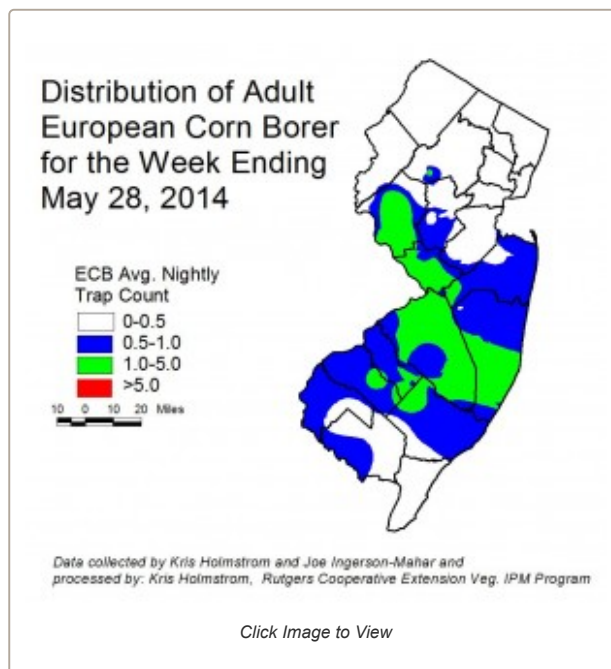 Distribution of Adult
European Corn Borer
for the Week Ending
May 28, 2014
ECB Avg. Nightly
Trap Count
0-0.5
0.5-1.0
1.0-5.0
>5.0
10 0 10 20 Miles
Data collected by Kris Holmstrom and Joe Ingerson-Mahar and
processed by: Kris Holmstrom, Rutgers Cooperative Extension Veg. IPM Program
Click Image to View